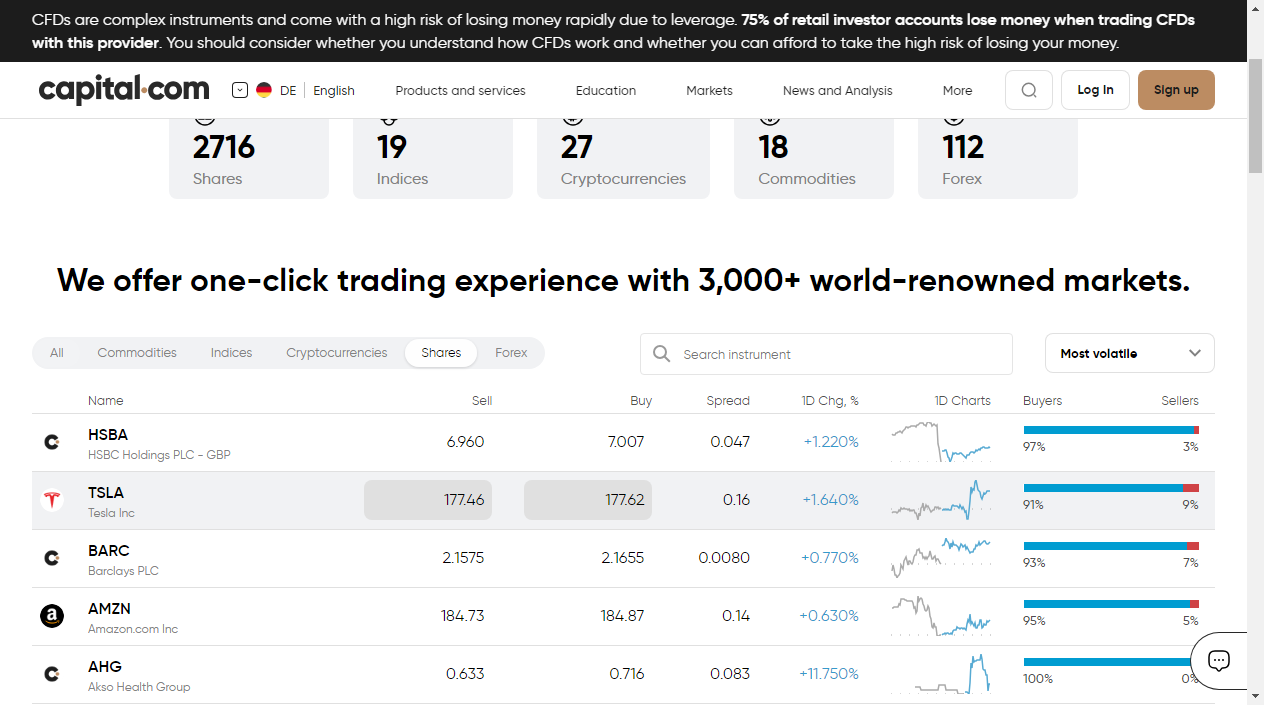 CFDs are complex instruments and come with a high risk of losing money rapidly due to leverage. 75% of retail investor accounts lose money when trading CFDs
with this provider. You should consider whether you understand how CFDs work and whether you can afford to take the high risk of losing your money.
capital.com DE English Products and services Education Markets News and Analysis More Log In Sign up
2716 19 27 18 112
Shares Indices Cryptocurrencies Commodities Forex
We offer one-click trading experience with 3,000+ world-renowned markets.
All Commodities Indices Cryptocurrencies Shares Forex Search instrument Most volatile
Name Sell Buy Spread 1D Chg, % 1D Charts Buyers Sellers
HSBA 6.960 7.007 0.047 +1.220% 97% 3%
HSBC Holdings PLC - GBP
TSLA 177.46 177.62 0.16 +1.640% 91% 9%
Tesla Inc
BARC 2.1575 2.1655 0.0080 +0.770% 93% 7%
Barclays PLC
AMZN 184.73 184.87 0.14 +0.630% 95% 5%
Amazon.com Inc
AHG 0.633 0.716 0.083 +11.750% 100% 0%
Akso Health Group